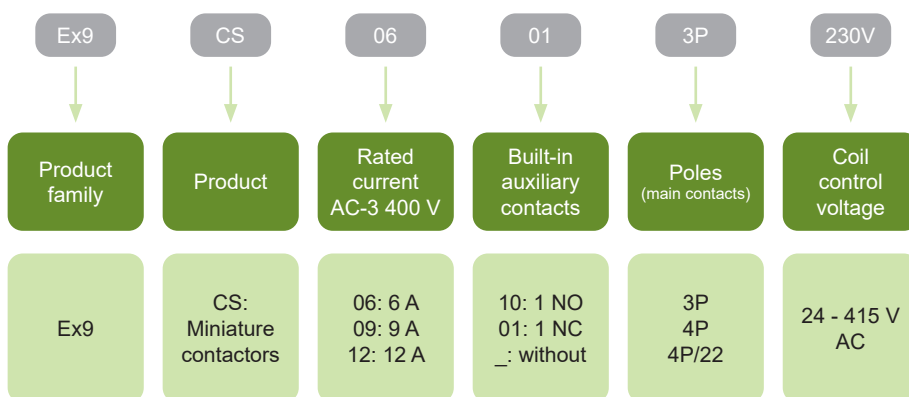 Ex9
CS
06
01
3P
230V
Product
family
Product
Rated
current
AC-3 400 V
Built-in
auxiliary
contacts
Poles
(main contacts)
Coil
control
voltage
Ex9
CS:
Miniature
contactors
06: 6 A
09: 9 A
12: 12 A
10: 1 NO
01: 1 NC
_: without
3P
4P
4P/22
24 - 415 V
AC